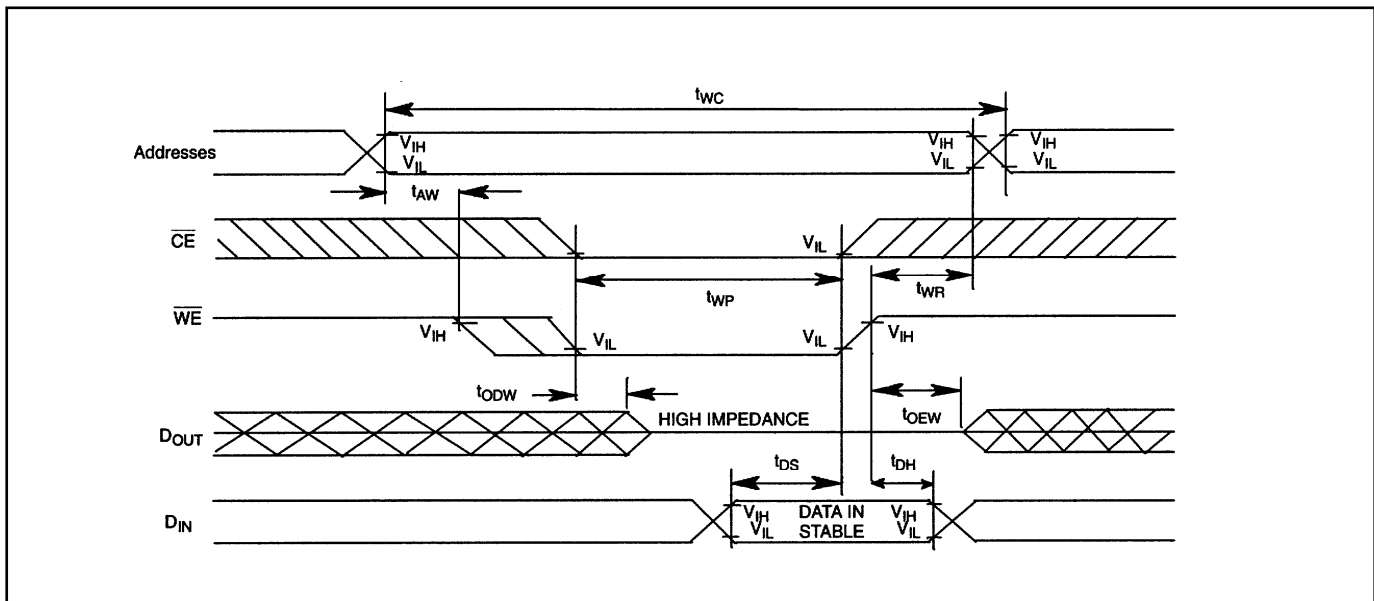 tWC
Addresses
VIH
VIL
VIH
VIL
VIH
VIL
tAW
CE
VIL
tWP
tWR
WE
VIH
VIL
VIL
VIH
tODW
tOEW
DOUT
HIGH IMPEDANCE
tDS
tDH
DIN
VIH
VIL
DATA IN
STABLE
VIH
VIL